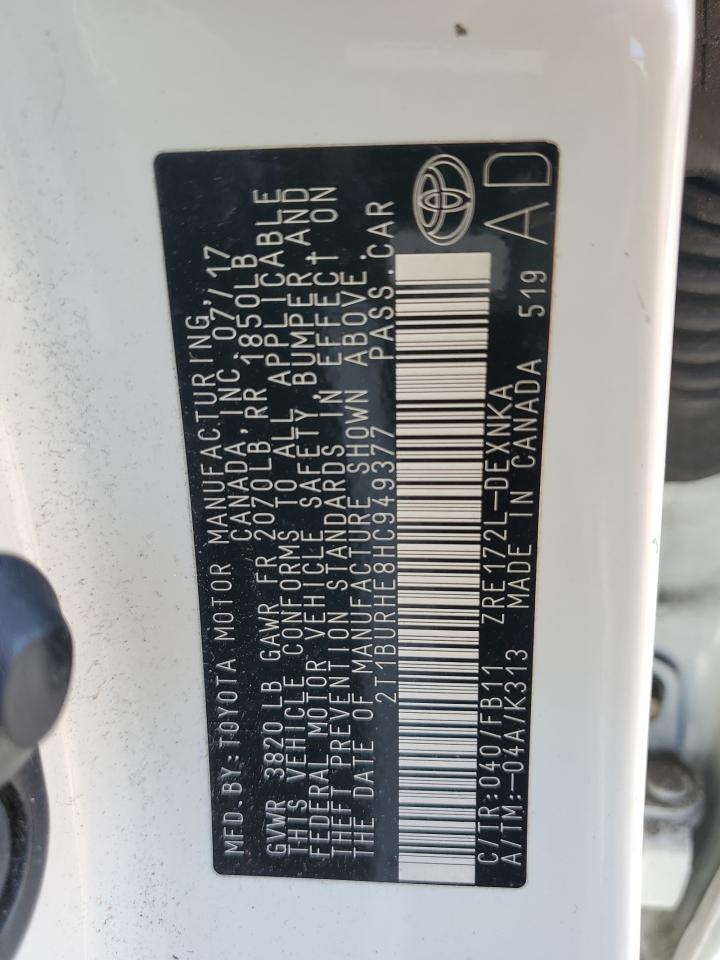 MFD.BY:TOYOTA MOTOR MANUFACTURING,
CANADA,INC. 07/17
GVWR 3820LB GAWR FR 2070LB,RR 1850LB
THIS VEHICLE CONFORMS TO ALL APPLICABLE
FEDERAL MOTOR VEHICLE SAFETY,BUMPER,AND
THEFT PREVENTION STANDARDS IN EFFECT ON
THE DATE OF MANUFACTURE SHOWN ABOVE.
2T1BURHE8HC949377 PASS.CAR
C/TR:040/FB11 ZRE172L-DEXNKA
A/TM:-04A/K313 MADE IN CANADA 519
AD